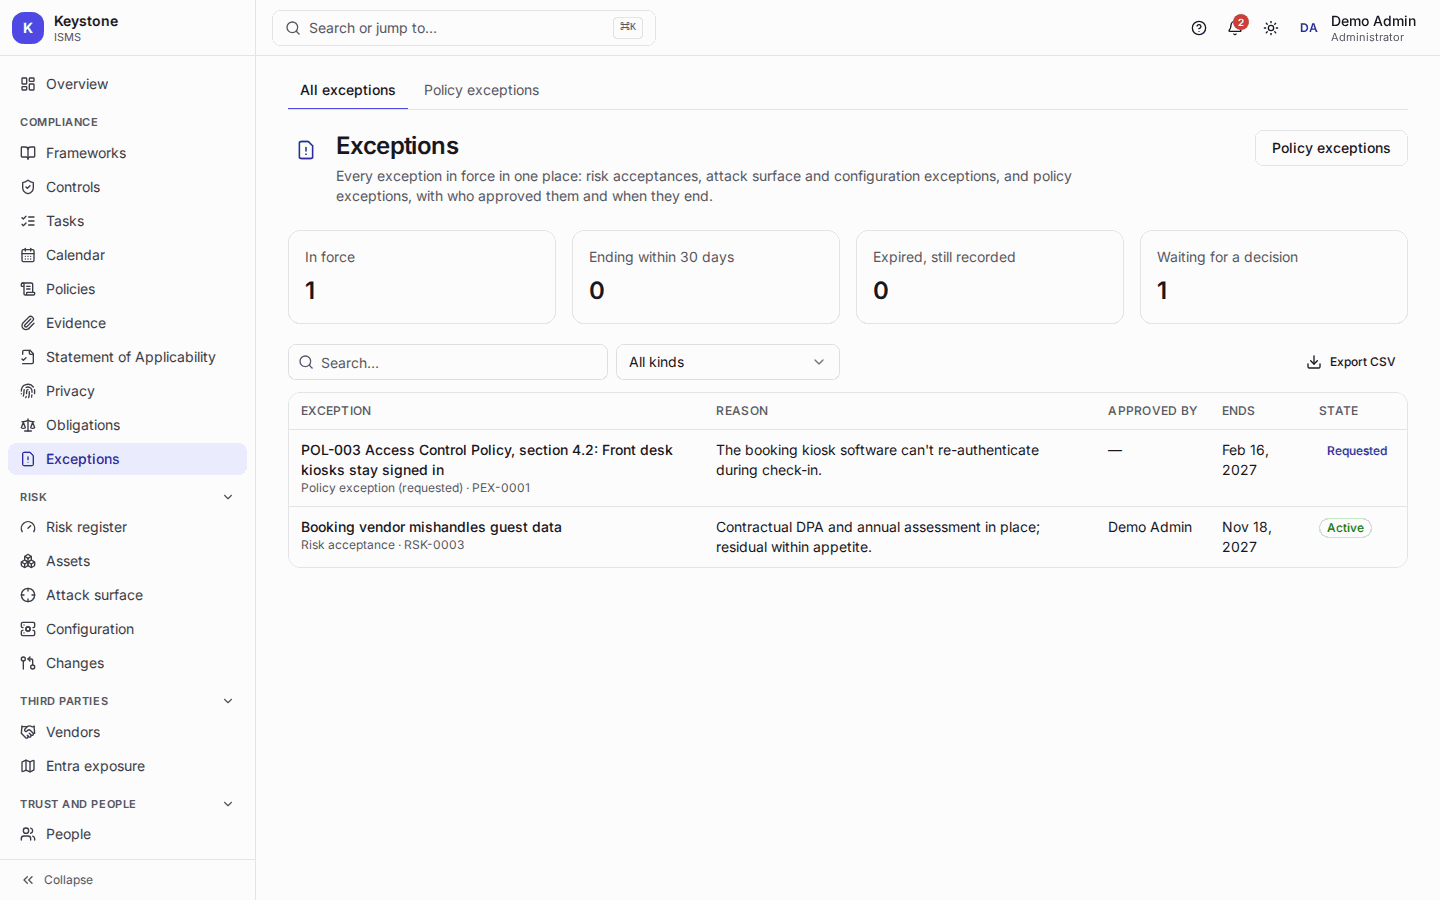 K
Keystone
ISMS
Search or jump to...
⌘K
2
DA
Demo Admin
Administrator
Overview
COMPLIANCE
Frameworks
Controls
Tasks
Calendar
Policies
Evidence
Statement of Applicability
Privacy
Obligations
Exceptions
RISK
Risk register
Assets
Attack surface
Configuration
Changes
THIRD PARTIES
Vendors
Entra exposure
TRUST AND PEOPLE
People
Collapse
All exceptions
Policy exceptions
Exceptions
Every exception in force in one place: risk acceptances, attack surface and configuration exceptions, and policy
exceptions, with who approved them and when they end.
Policy exceptions
In force
1
Ending within 30 days
0
Expired, still recorded
0
Waiting for a decision
1
Search...
All kinds
Export CSV
EXCEPTION
REASON
APPROVED BY
ENDS
STATE
POL-003 Access Control Policy, section 4.2: Front desk
kiosks stay signed in
Policy exception (requested) · PEX-0001
The booking kiosk software can't re-authenticate
during check-in.
—
Feb 16,
2027
Requested
Booking vendor mishandles guest data
Risk acceptance · RSK-0003
Contractual DPA and annual assessment in place;
residual within appetite.
Demo Admin
Nov 18,
2027
Active